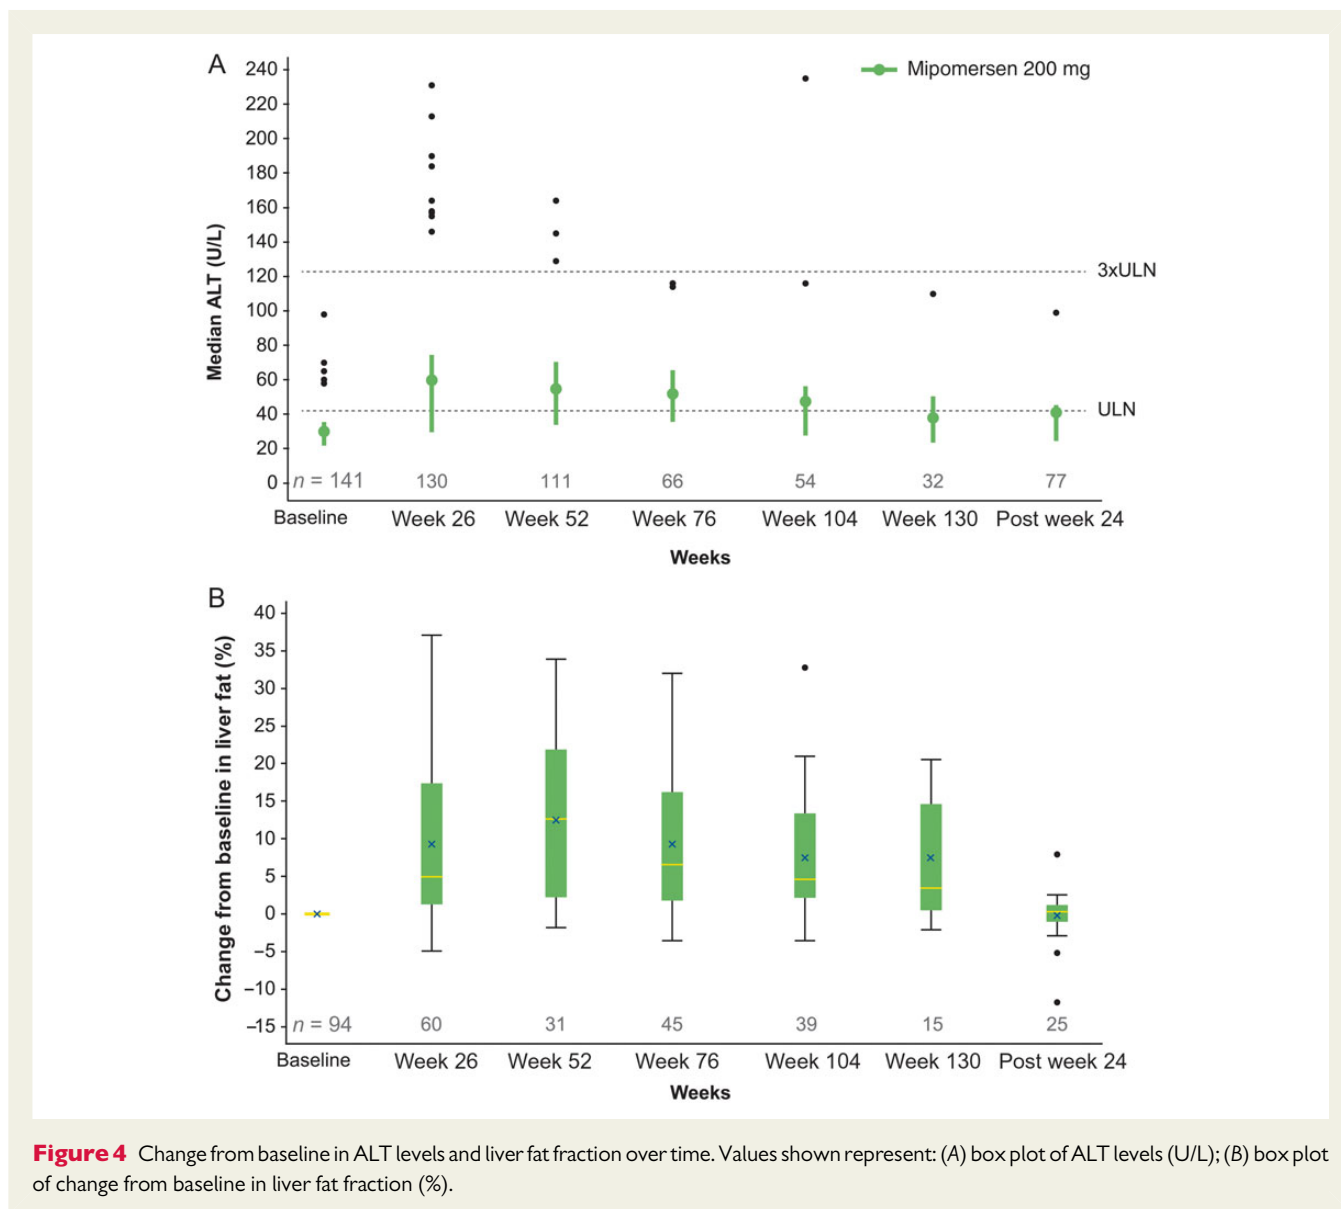 A
Mipomersen 200 mg
240
220
200
180
160
140
120
100
80
60
40
20
0
Median ALT (U/L)
3xULN
ULN
n = 141 130 111 66 54 32 77
Baseline Week 26 Week 52 Week 76 Week 104 Week 130 Post week 24
Weeks
B
40
35
30
25
20
15
10
5
0
−5
−10
−15
Change from baseline in liver fat (%)
n = 94 60 31 45 39 15 25
Baseline Week 26 Week 52 Week 76 Week 104 Week 130 Post week 24
Weeks
Figure 4 Change from baseline in ALT levels and liver fat fraction over time. Values shown represent: (A) box plot of ALT levels (U/L); (B) box plot
of change from baseline in liver fat fraction (%).